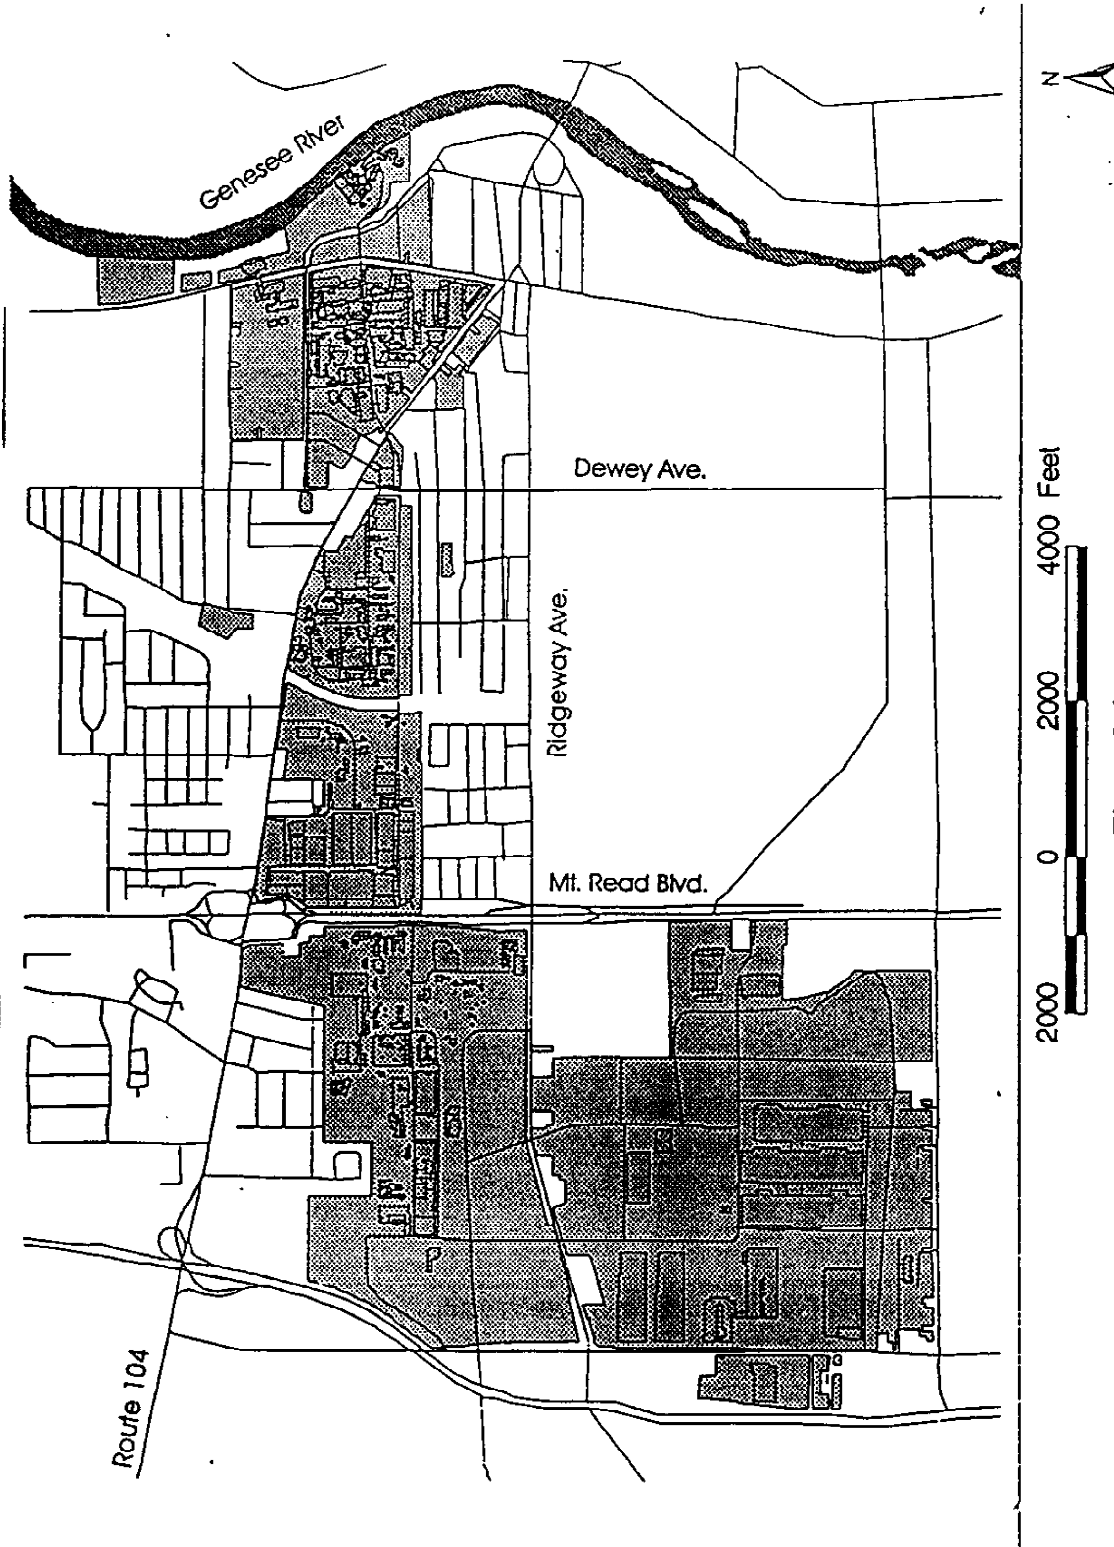 Genesee River
N
Dewey Ave.
Ridgeway Ave.
Mt. Read Blvd.
Route 104
2000 0 2000 4000 Feet